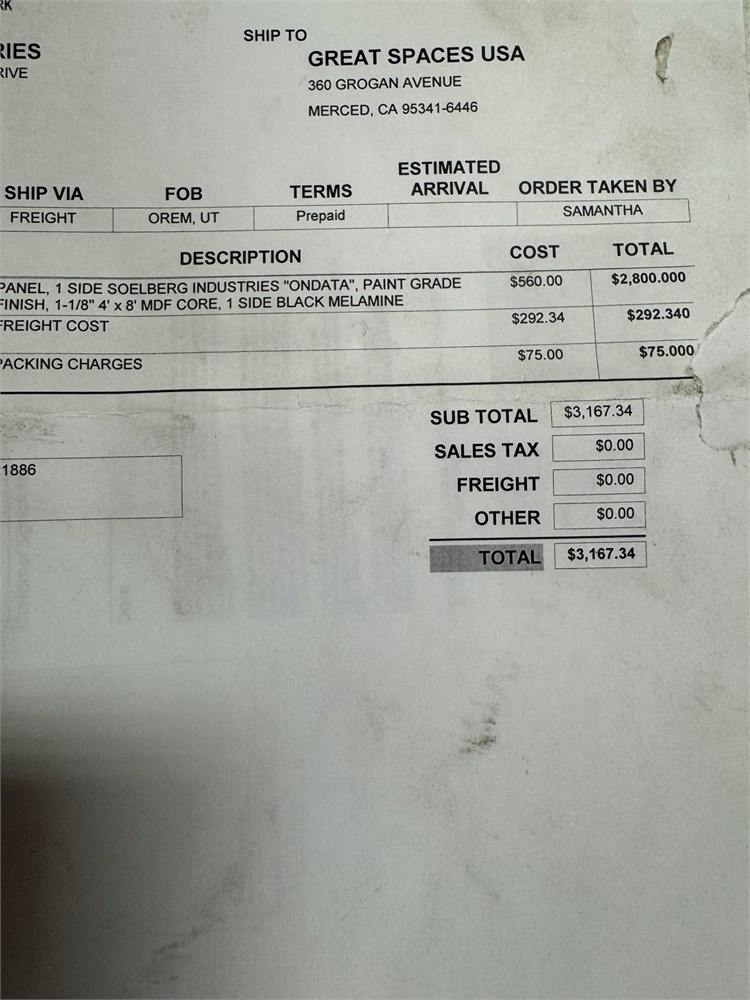 RK
RIES
RIVE
SHIP TO
GREAT SPACES USA
360 GROGAN AVENUE
MERCED, CA 95341-6446
SHIP VIA FOB TERMS ESTIMATED ARRIVAL ORDER TAKEN BY
FREIGHT OREM, UT Prepaid SAMANTHA
DESCRIPTION COST TOTAL
PANEL, 1 SIDE SOELBERG INDUSTRIES "ONDATA", PAINT GRADE $560.00 $2,800.000
FINISH, 1-1/8" 4' x 8' MDF CORE, 1 SIDE BLACK MELAMINE
FREIGHT COST $292.34 $292.340
PACKING CHARGES $75.00 $75.000
SUB TOTAL $3,167.34
SALES TAX $0.00
1886
FREIGHT $0.00
OTHER $0.00
TOTAL $3,167.34